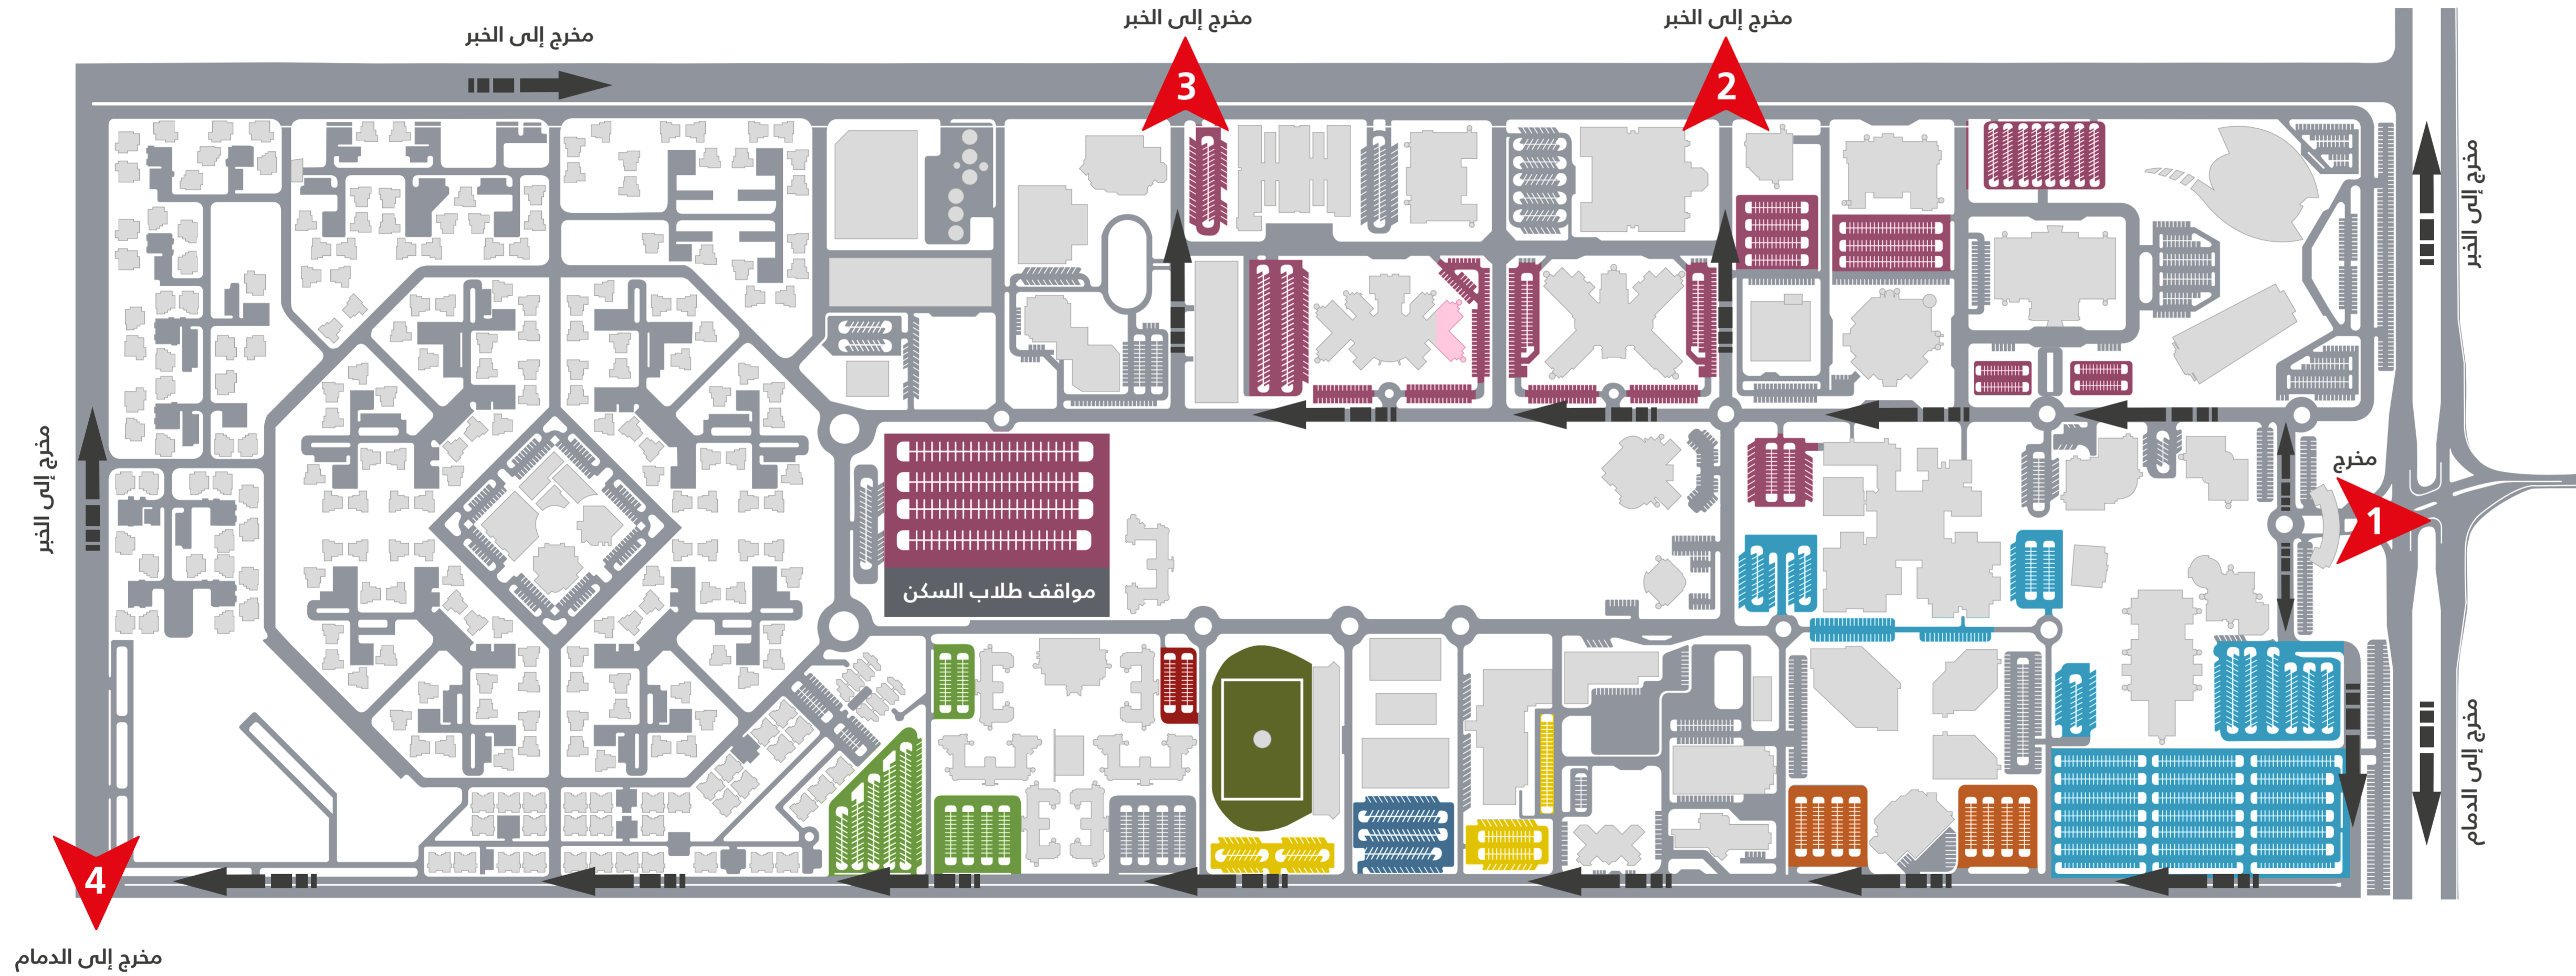 مخرج إلى الخبر
مخرج إلى الخبر
مخرج إلى الخبر
2
3
مخرج إلى الخبر
مخرج
1
مخرج إلى الخبر
مواقف طلاب السكن
مخرج إلى الدمام
4
مخرج إلى الدمام